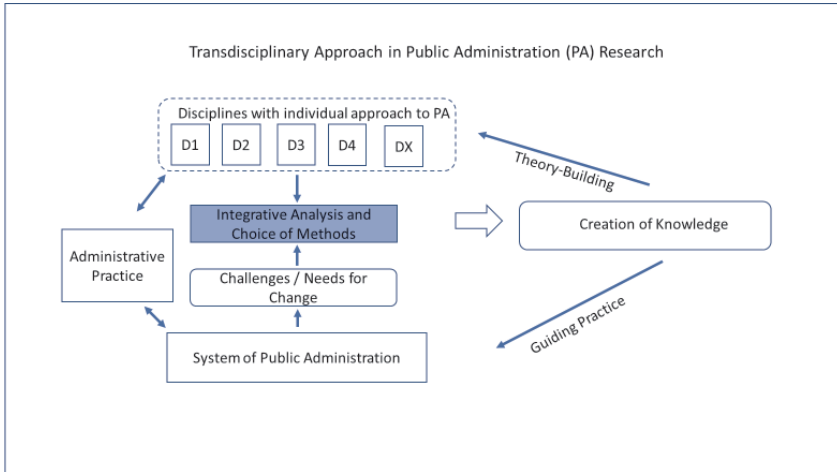 Transdisciplinary Approach in Public Administration (PA) Research
Disciplines with individual approach to PA
D1
D2
D3
D4
DX
Theory-Building
Integrative Analysis and
Choice of Methods
Creation of Knowledge
Administrative
Practice
Challenges / Needs for
Change
Guiding Practice
System of Public Administration